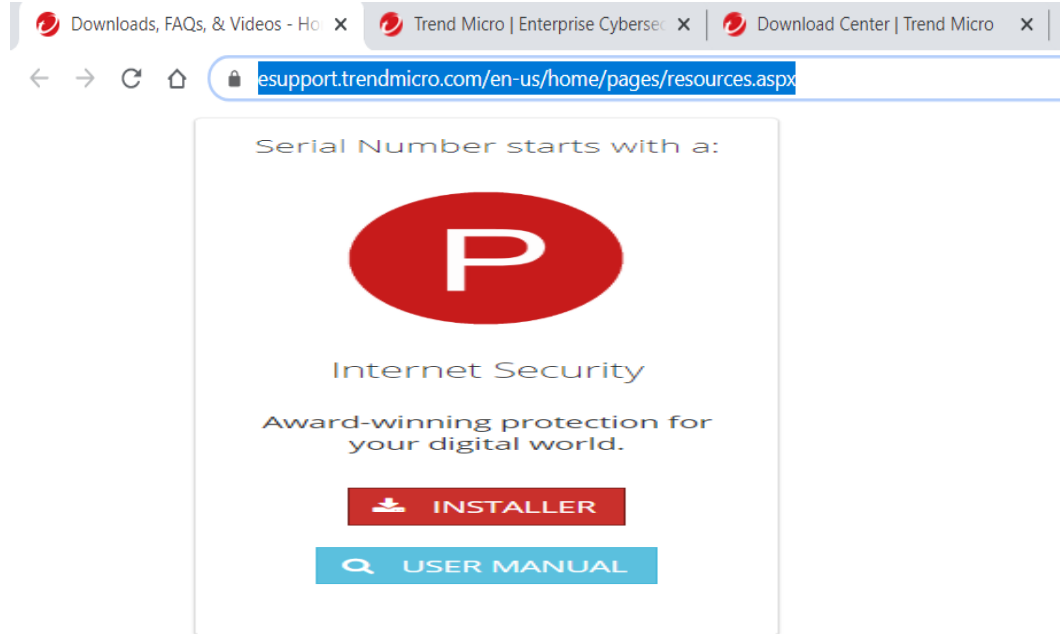 Downloads, FAQs, & Videos - Ho
Trend Micro | Enterprise Cybersec
Download Center | Trend Micro
esupport.trendmicro.com/en-us/home/pages/resources.aspx
Serial Number starts with a:
P
Internet Security
Award-winning protection for
your digital world.
INSTALLER
USER MANUAL